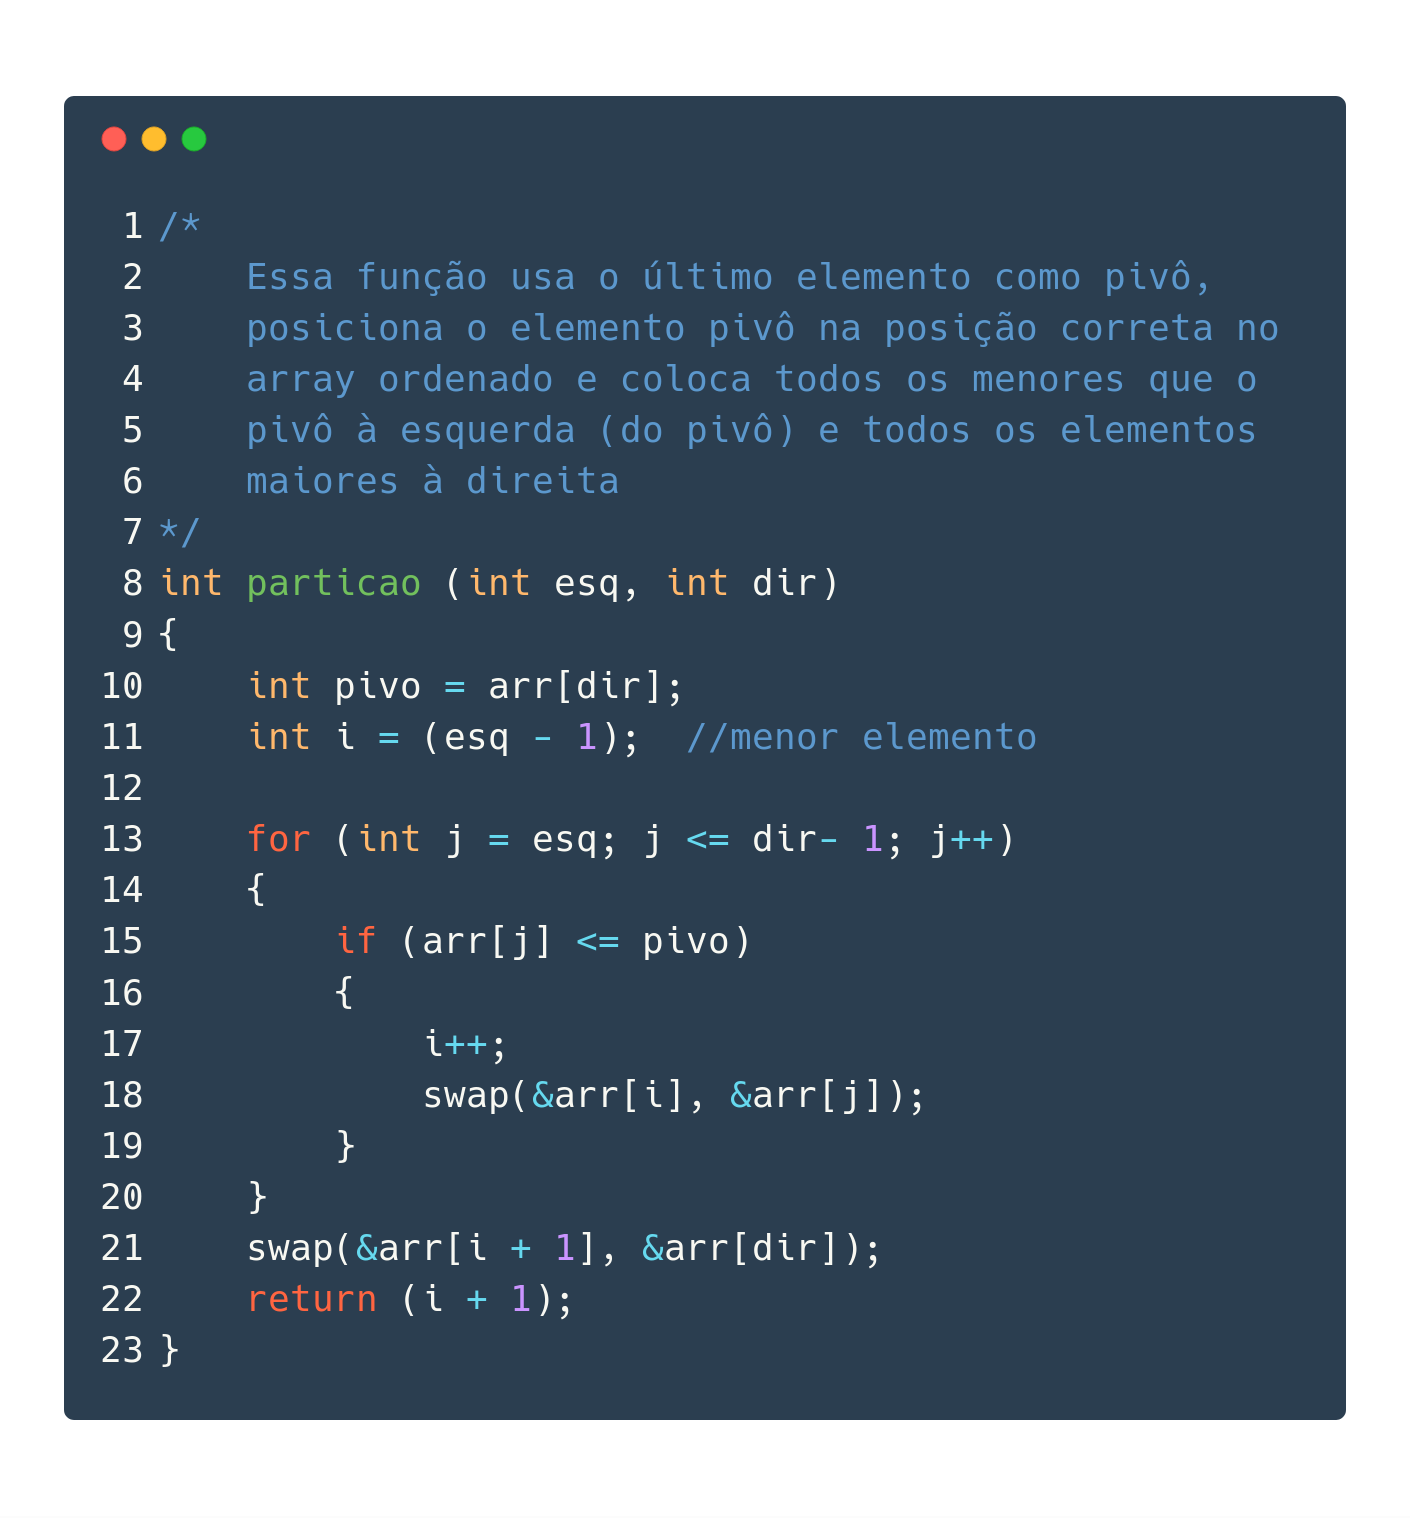 1 /*
2     Essa função usa o último elemento como pivô,
3     posiciona o elemento pivô na posição correta no
4     array ordenado e coloca todos os menores que o
5     pivô à esquerda (do pivô) e todos os elementos
6     maiores à direita
7 */
8 int particao (int esq, int dir)
9 {
10     int pivo = arr[dir];
11     int i = (esq - 1);  //menor elemento
12
13     for (int j = esq; j <= dir- 1; j++)
14     {
15         if (arr[j] <= pivo)
16         {
17             i++;
18             swap(&arr[i], &arr[j]);
19         }
20     }
21     swap(&arr[i + 1], &arr[dir]);
22     return (i + 1);
23 }